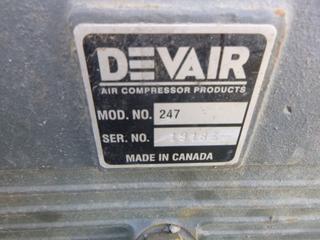 DEVAIR
AIR COMPRESSOR PRODUCTS
MOD. NO. 247
SER. NO.
MADE IN CANADA